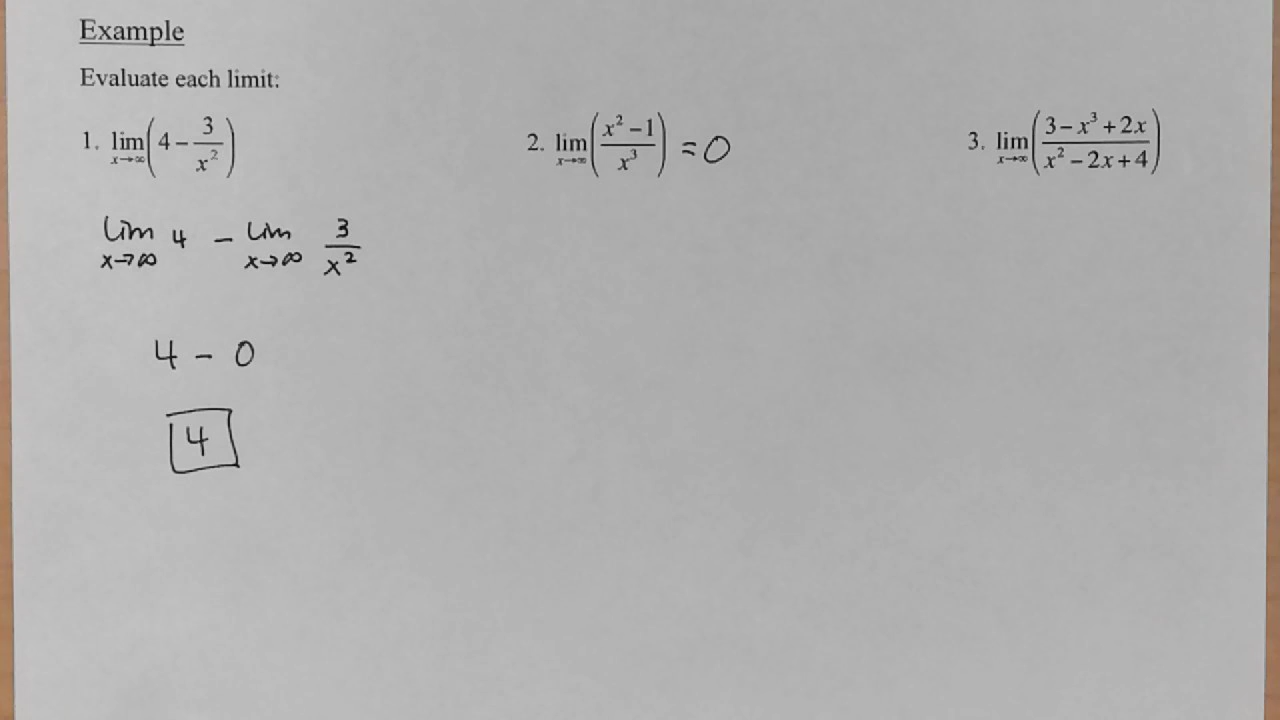 Example
Evaluate each limit:
1. lim x→∞ (4 − 3/x²)
2. lim x→∞ ((x² − 1)/x³) = 0
3. lim x→∞ ((3 − x³ + 2x)/(x² − 2x + 4))
lim x→∞ 4 − lim x→∞ 3/x²
4 − 0
4